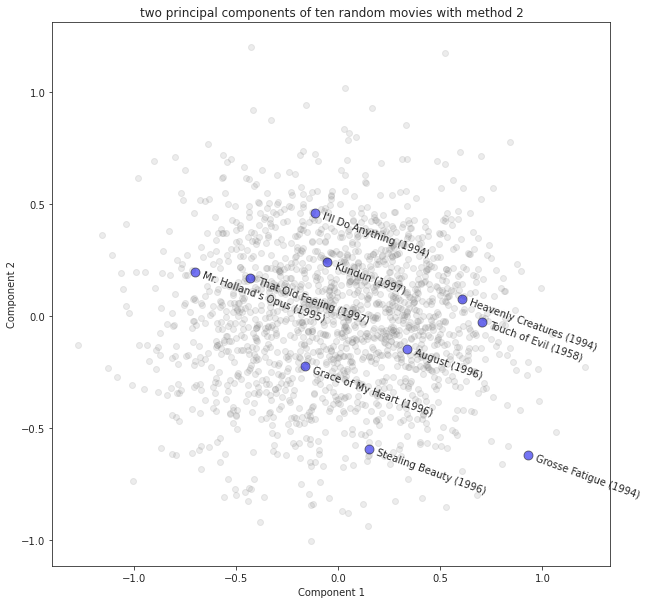 two principal components of ten random movies with method 2
1.0
I'll Do Anything (1994)
0.5
Kundun (1997)
Mr. Holland's Opus (1995)
That Old Feeling (1997)
Heavenly Creatures (1994)
Touch of Evil (1958)
Component 2
0.0
August (1996)
Grace of My Heart (1996)
−0.5
Stealing Beauty (1996)
Grosse Fatigue (1994)
−1.0
−1.0 −0.5 0.0 0.5 1.0
Component 1